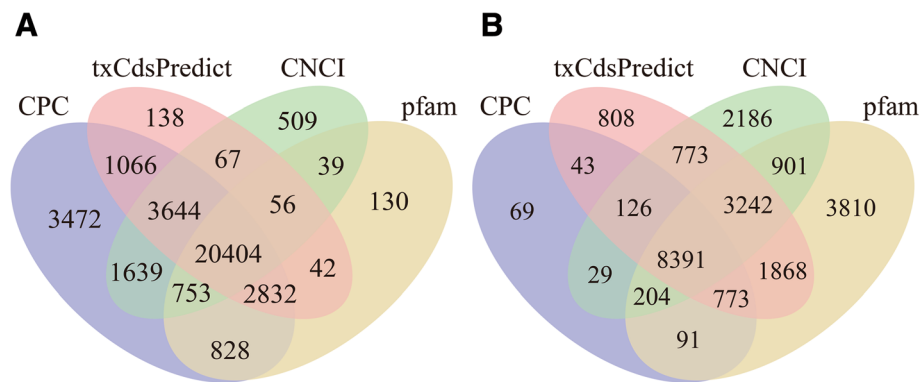 A
B
txCdsPredict CNCI
txCdsPredict CNCI
CPC pfam
CPC pfam
138 509
808 2186
1066 67 39
43 773 901
3472 3644 56 130
69 126 3242 3810
20404
8391
1639 42
29 1868
753 2832
204 773
828
91